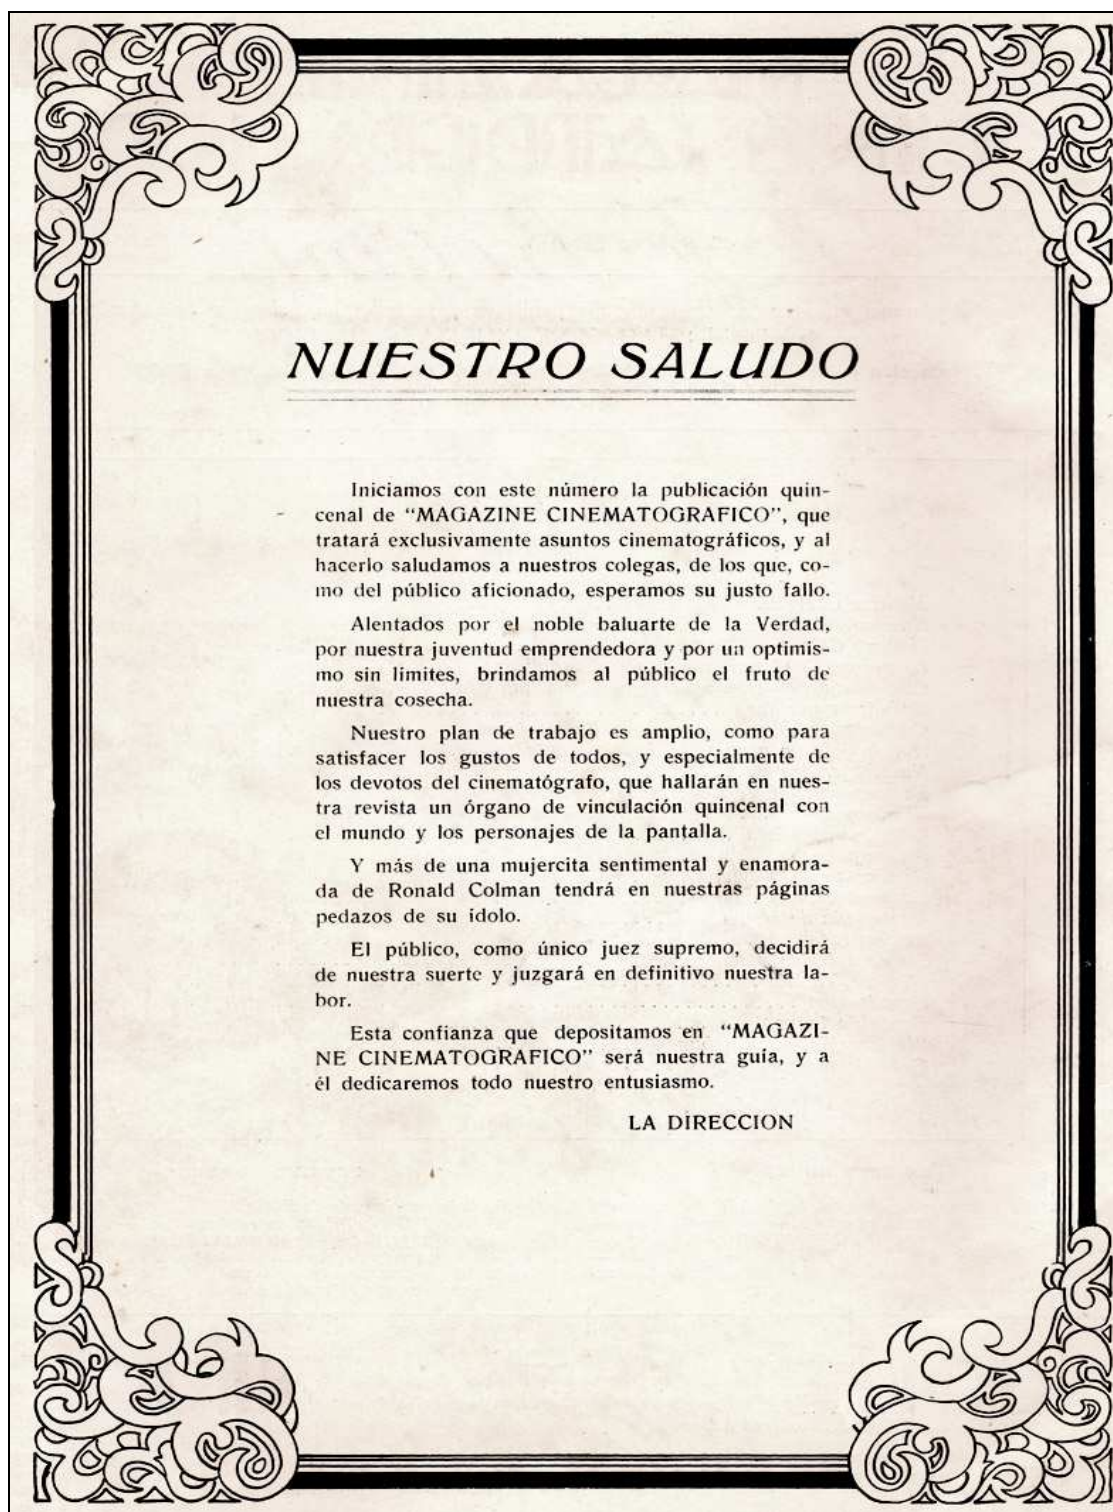 NUESTRO SALUDO
Iniciamos con este número la publicación quin-
cenal de “MAGAZINE CINEMATOGRAFICO”, que
tratará exclusivamente asuntos cinematográficos, y al
hacerlo saludamos a nuestros colegas, de los que, co-
mo del público aficionado, esperamos su justo fallo.
Alentados por el noble baluarte de la Verdad,
por nuestra juventud emprendedora y por un optimis-
mo sin límites, brindamos al público el fruto de
nuestra cosecha.
Nuestro plan de trabajo es amplio, como para
satisfacer los gustos de todos, y especialmente de
los devotos del cinematógrafo, que hallarán en nues-
tra revista un órgano de vinculación quincenal con
el mundo y los personajes de la pantalla.
Y más de una mujercita sentimental y enamora-
da de Ronald Colman tendrá en nuestras páginas
pedazos de su ídolo.
El público, como único juez supremo, decidirá
de nuestra suerte y juzgará en definitivo nuestra la-
bor.
Esta confianza que depositamos en “MAGAZI-
NE CINEMATOGRAFICO” será nuestra guía, y a
él dedicaremos todo nuestro entusiasmo.
LA DIRECCION